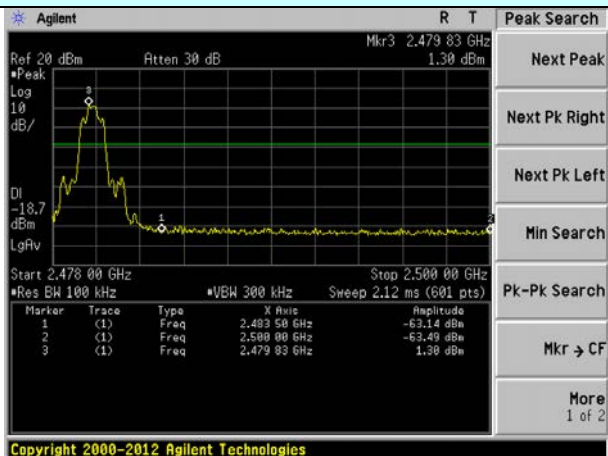 Agilent R T Peak Search
Mkr3 2.479 83 GHz
Ref 20 dBm Atten 30 dB 1.30 dBm
Peak
Log
10
dB/
3
DI
-18.7
dBm
LgAv
1
Start 2.478 00 GHz Stop 2.500 00 GHz
Res BW 100 kHz VBW 300 kHz Sweep 2.12 ms (601 pts)
Marker Trace Type X Axis Amplitude
1 (1) Freq 2.483 50 GHz -63.14 dBm
2 (1) Freq 2.500 00 GHz -63.49 dBm
3 (1) Freq 2.479 83 GHz 1.30 dBm
Next Peak
Next Pk Right
Next Pk Left
Min Search
Pk-Pk Search
Mkr → CF
More
1 of 2
Copyright 2000-2012 Agilent Technologies